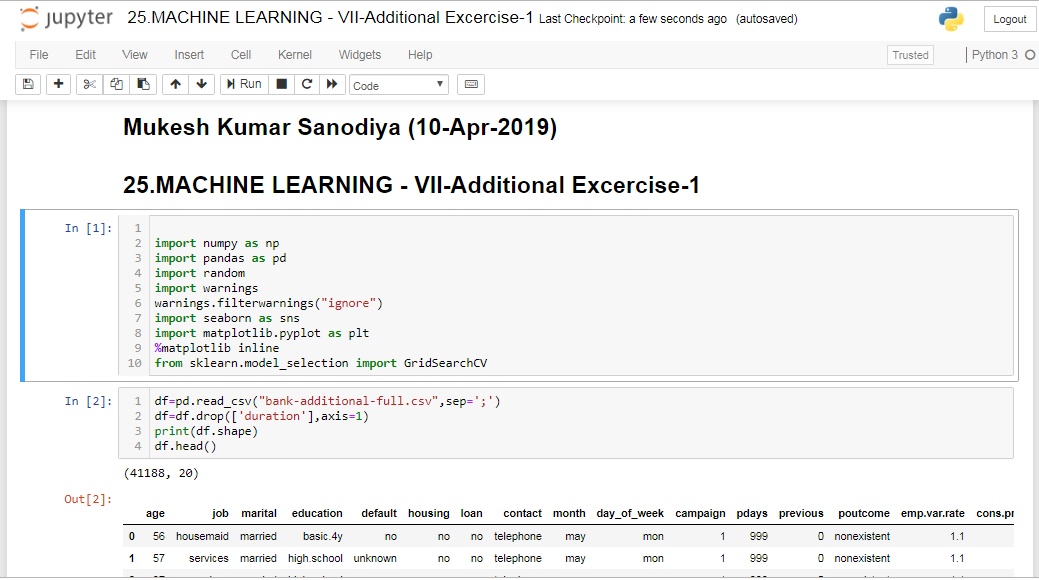 jupyter 25.MACHINE LEARNING - VII-Additional Excercise-1 Last Checkpoint: a few seconds ago (autosaved) Logout
File Edit View Insert Cell Kernel Widgets Help Trusted Python 3
Run Code
Mukesh Kumar Sanodiya (10-Apr-2019)
25.MACHINE LEARNING - VII-Additional Excercise-1
In [1]: 1
2 import numpy as np
3 import pandas as pd
4 import random
5 import warnings
6 warnings.filterwarnings("ignore")
7 import seaborn as sns
8 import matplotlib.pyplot as plt
9 %matplotlib inline
10 from sklearn.model_selection import GridSearchCV
In [2]: 1 df=pd.read_csv("bank-additional-full.csv",sep=';')
2 df=df.drop(['duration'],axis=1)
3 print(df.shape)
4 df.head()
(41188, 20)
Out[2]:
age job marital education default housing loan contact month day_of_week campaign pdays previous poutcome emp.var.rate cons.pr
0 56 housemaid married basic.4y no no no telephone may mon 1 999 0 nonexistent 1.1
1 57 services married high.school unknown no no telephone may mon 1 999 0 nonexistent 1.1